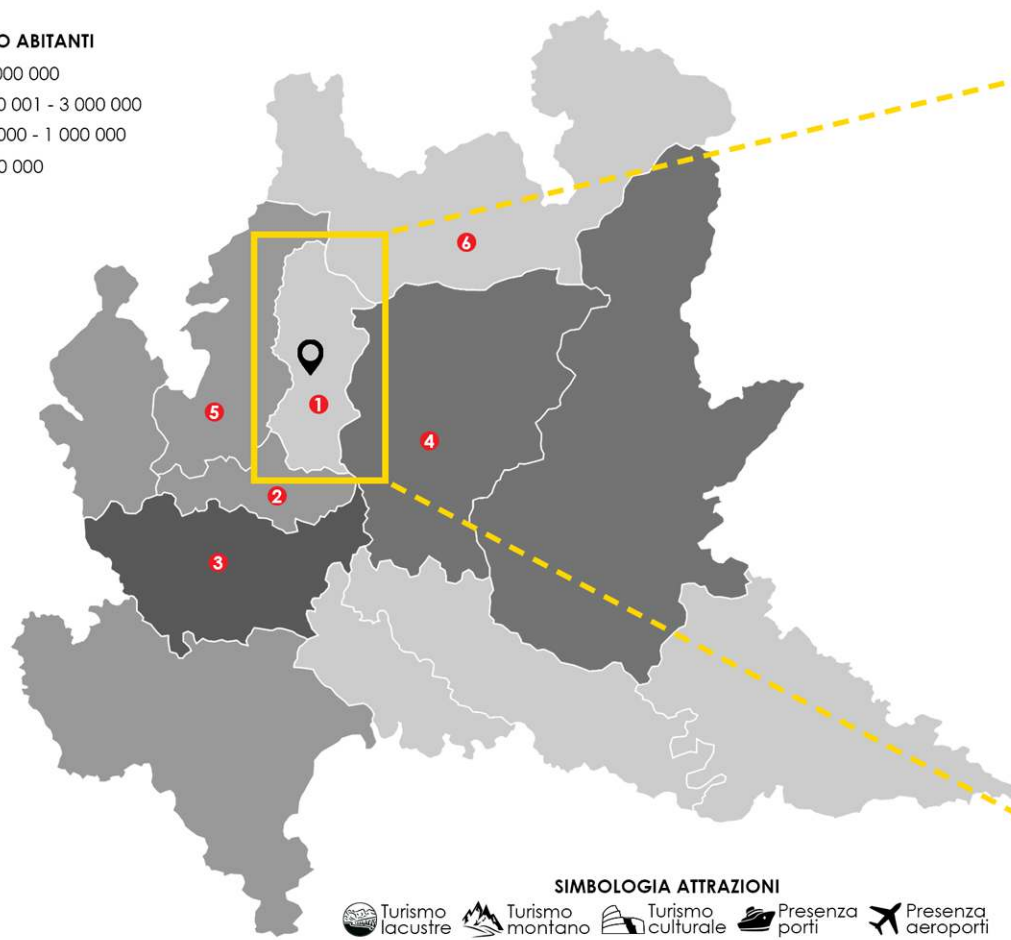 O ABITANTI
000 000
0 001 - 3 000 000
000 - 1 000 000
0 000
6
1
5
4
2
3
SIMBOLOGIA ATTRAZIONI
Turismo lacustre
Turismo montano
Turismo culturale
Presenza porti
Presenza aeroporti